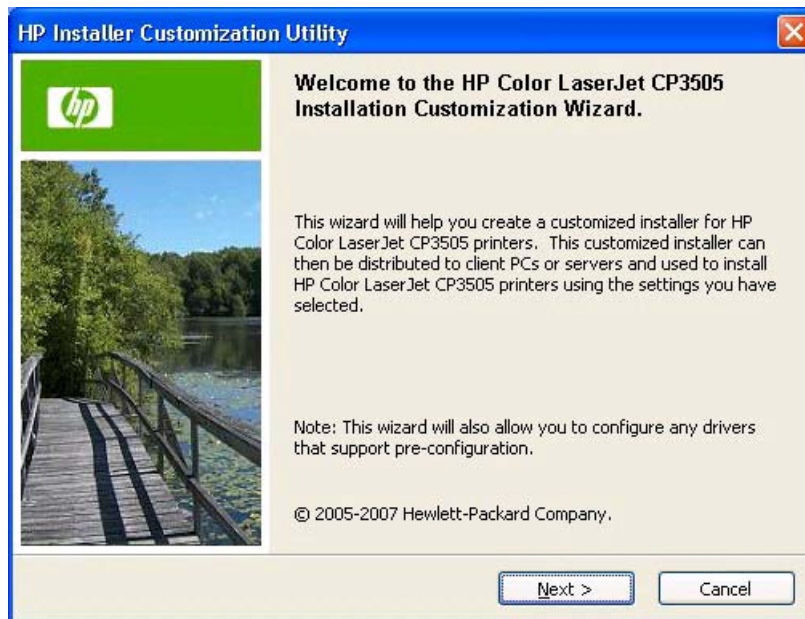 HP Installer Customization Utility
hp
Welcome to the HP Color LaserJet CP3505
Installation Customization Wizard.
This wizard will help you create a customized installer for HP
Color LaserJet CP3505 printers. This customized installer can
then be distributed to client PCs or servers and used to install
HP Color LaserJet CP3505 printers using the settings you have
selected.
Note: This wizard will also allow you to configure any drivers
that support pre-configuration.
© 2005-2007 Hewlett-Packard Company.
Next >
Cancel